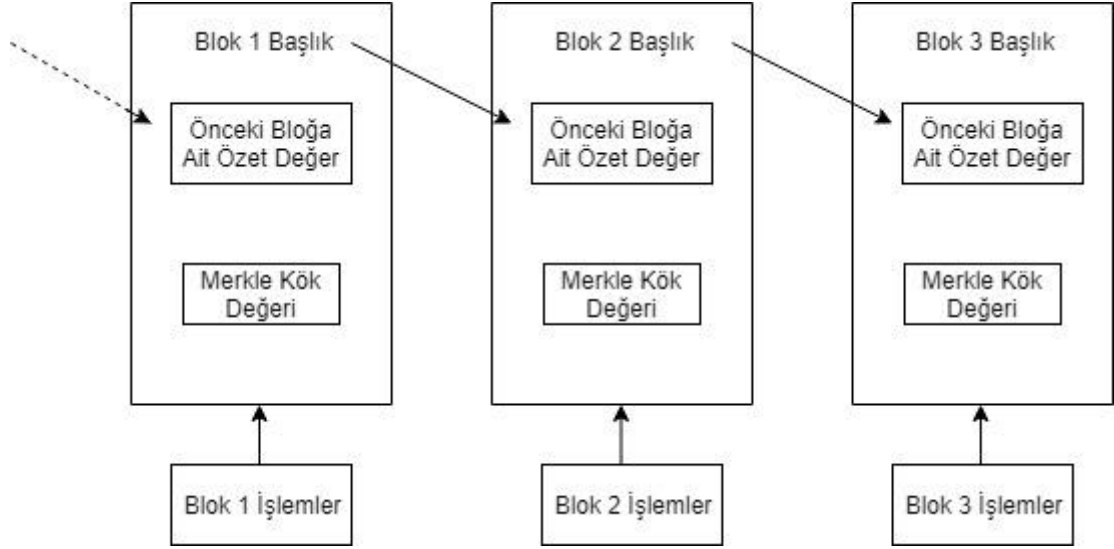 Blok 1 Başlık
Önceki Bloğa
Ait Özet Değer
Merkle Kök
Değeri
Blok 1 İşlemler
Blok 2 Başlık
Önceki Bloğa
Ait Özet Değer
Merkle Kök
Değeri
Blok 2 İşlemler
Blok 3 Başlık
Önceki Bloğa
Ait Özet Değer
Merkle Kök
Değeri
Blok 3 İşlemler